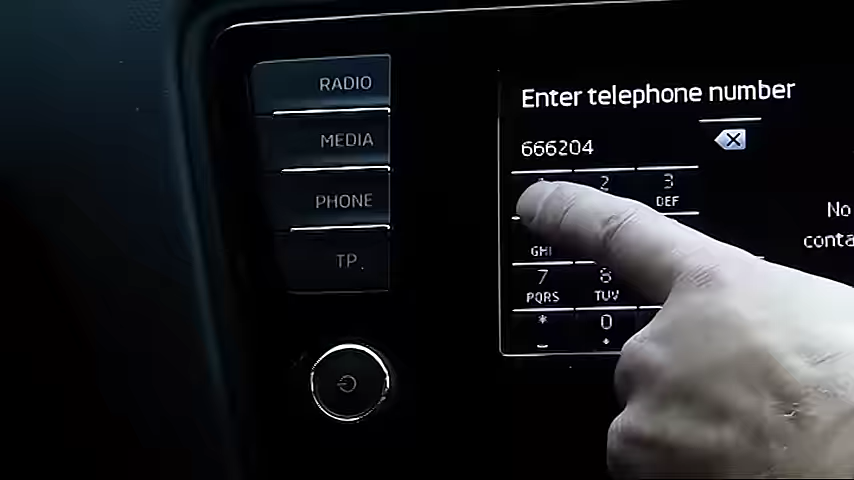 RADIO
MEDIA
PHONE
TP
Enter telephone number
666204
1 2 3
DEF
GHI
7 8
PQRS TUV
* 0
No
conta